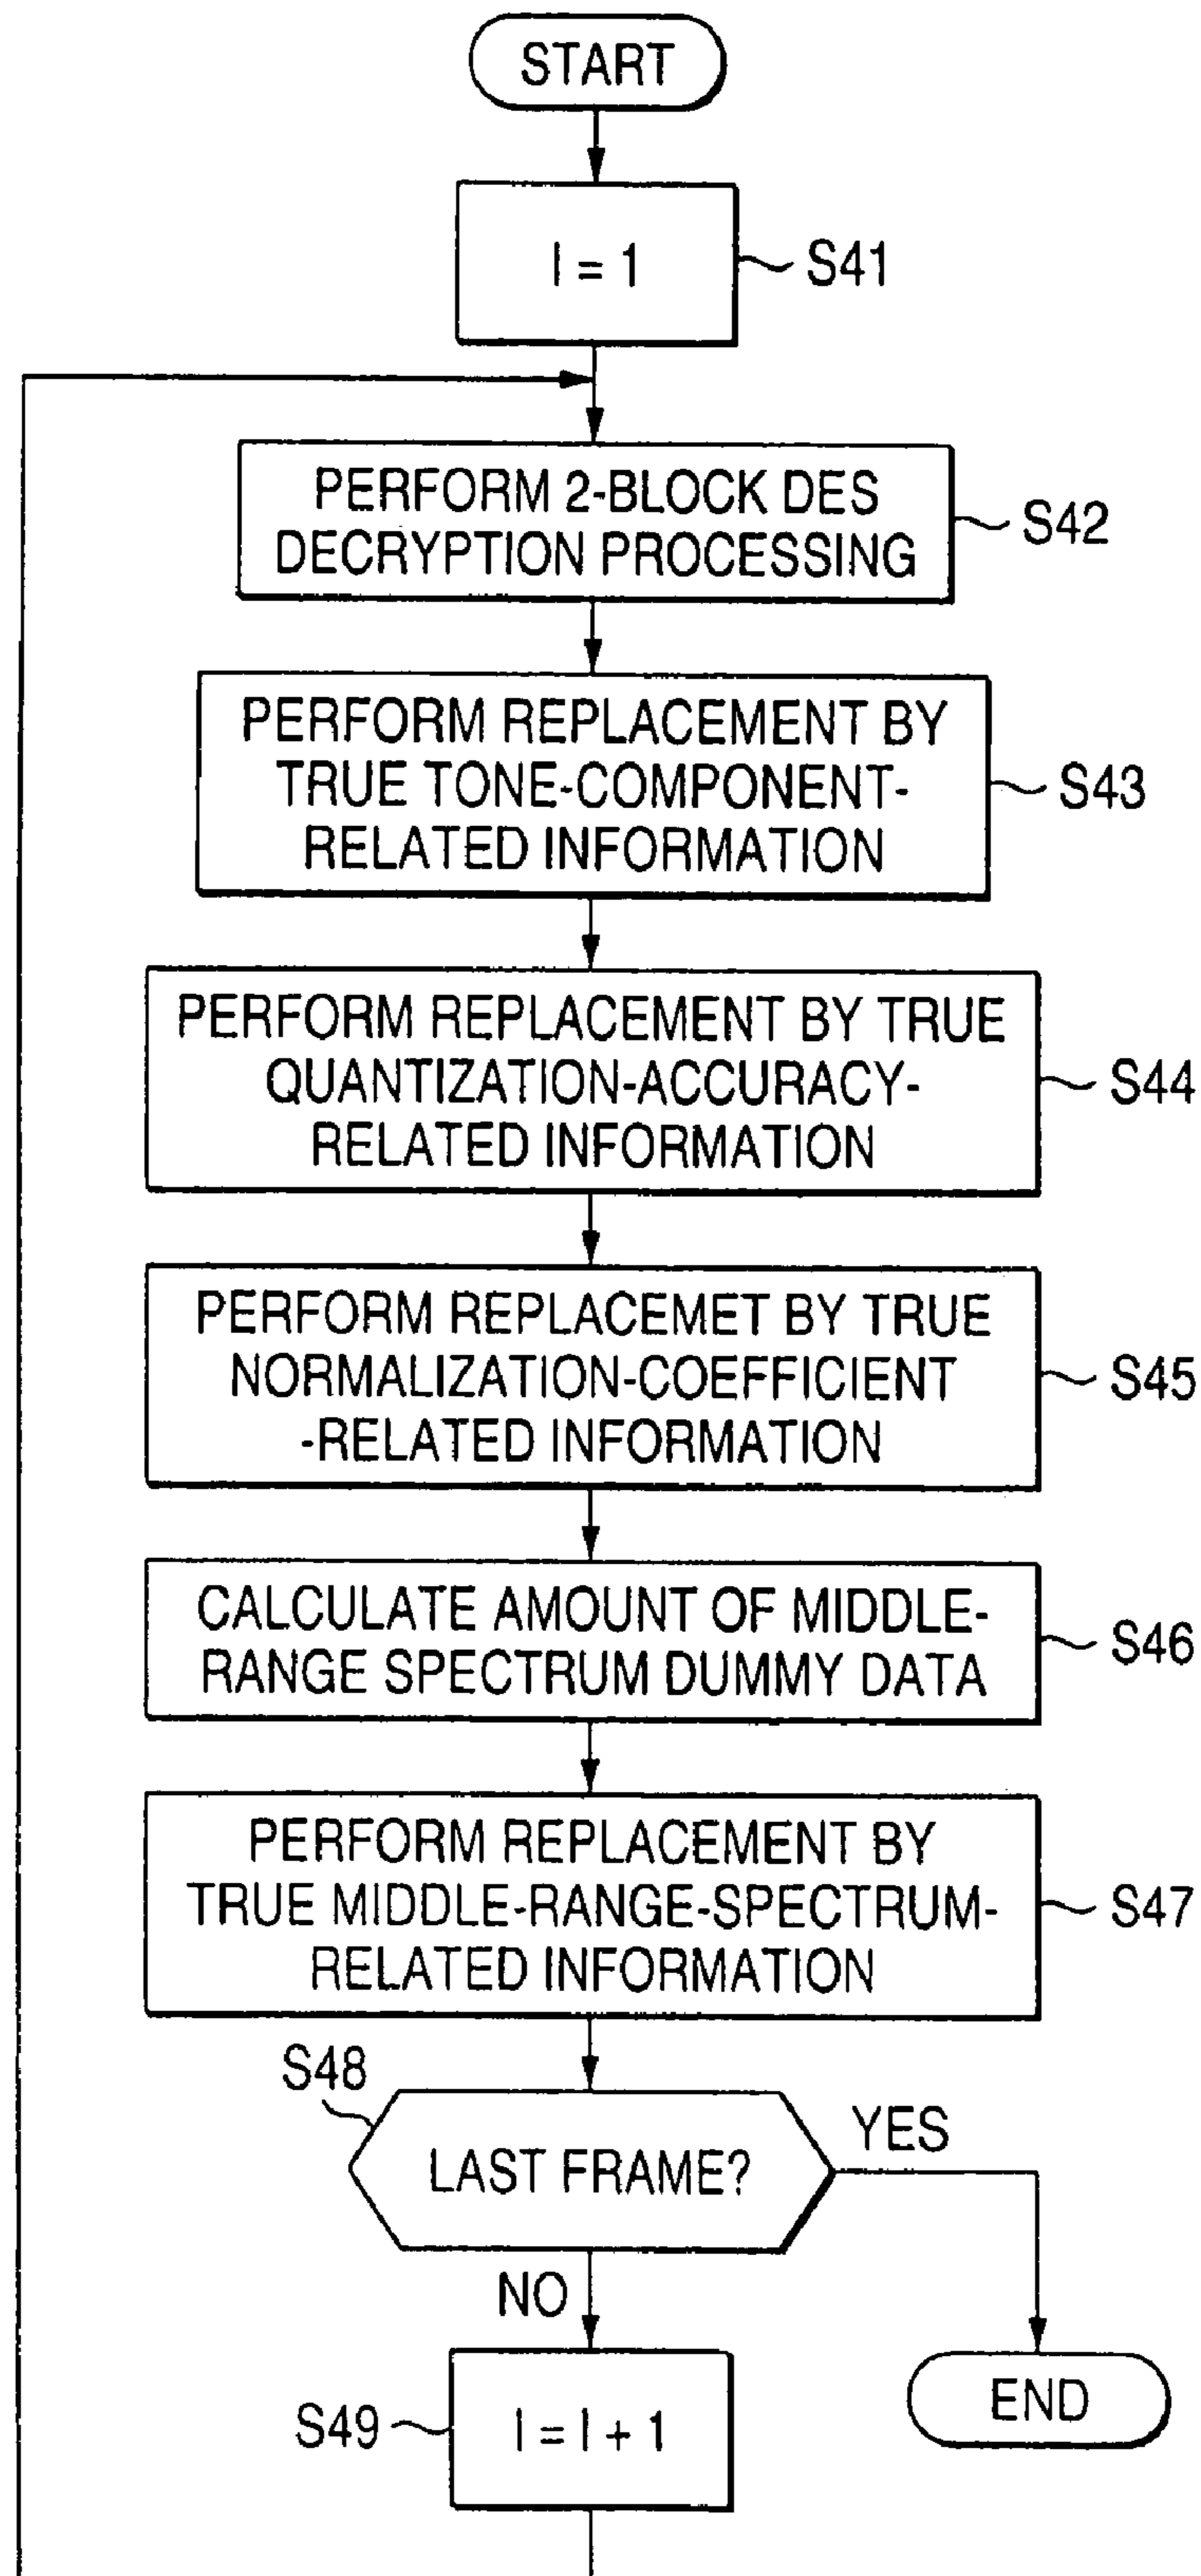 START
I = 1
S41
PERFORM 2-BLOCK DES
DECRYPTION PROCESSING
S42
PERFORM REPLACEMENT BY
TRUE TONE-COMPONENT-
RELATED INFORMATION
S43
PERFORM REPLACEMENT BY TRUE
QUANTIZATION-ACCURACY-
RELATED INFORMATION
S44
PERFORM REPLACEMET BY TRUE
NORMALIZATION-COEFFICIENT
-RELATED INFORMATION
S45
CALCULATE AMOUNT OF MIDDLE-
RANGE SPECTRUM DUMMY DATA
S46
PERFORM REPLACEMENT BY
TRUE MIDDLE-RANGE-SPECTRUM-
RELATED INFORMATION
S47
S48
LAST FRAME?
YES
NO
S49
I = I + 1
END